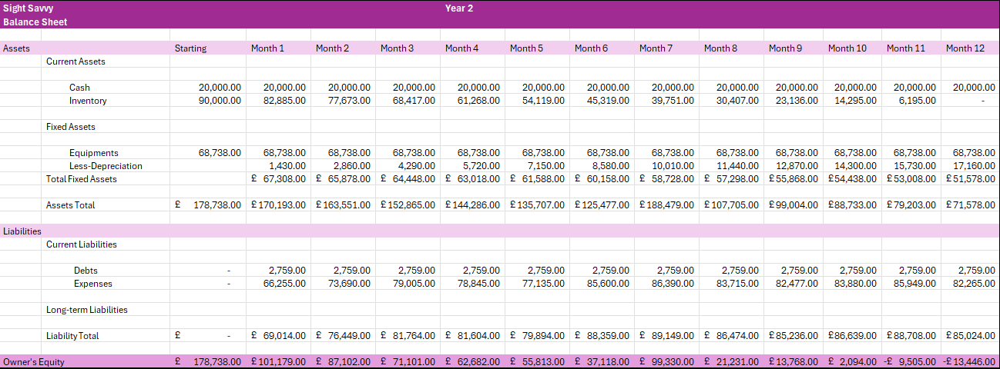 Sight Savvy Year 2
Balance Sheet
Assets Starting Month 1 Month 2 Month 3 Month 4 Month 5 Month 6 Month 7 Month 8 Month 9 Month 10 Month 11 Month 12
Current Assets
Cash 20,000.00 20,000.00 20,000.00 20,000.00 20,000.00 20,000.00 20,000.00 20,000.00 20,000.00 20,000.00 20,000.00 20,000.00 20,000.00
Inventory 90,000.00 82,885.00 77,673.00 68,417.00 61,268.00 54,119.00 45,319.00 39,751.00 30,407.00 23,136.00 14,295.00 6,195.00 -
Fixed Assets
Equipments 68,738.00 68,738.00 68,738.00 68,738.00 68,738.00 68,738.00 68,738.00 68,738.00 68,738.00 68,738.00 68,738.00 68,738.00 68,738.00
Less-Depreciation 1,430.00 2,860.00 4,290.00 5,720.00 7,150.00 8,580.00 10,010.00 11,440.00 12,870.00 14,300.00 15,730.00 17,160.00
Total Fixed Assets £ 67,308.00 £ 65,878.00 £ 64,448.00 £ 63,018.00 £ 61,588.00 £ 60,158.00 £ 58,728.00 £ 57,298.00 £55,868.00 £54,438.00 £53,008.00 £51,578.00
Assets Total £ 178,738.00 £170,193.00 £163,551.00 £152,865.00 £144,286.00 £135,707.00 £125,477.00 £188,479.00 £107,705.00 £99,004.00 £88,733.00 £79,203.00 £71,578.00
Liabilities
Current Liabilities
Debts - 2,759.00 2,759.00 2,759.00 2,759.00 2,759.00 2,759.00 2,759.00 2,759.00 2,759.00 2,759.00 2,759.00 2,759.00
Expenses - 66,255.00 73,690.00 79,005.00 78,845.00 77,135.00 85,600.00 86,390.00 83,715.00 82,477.00 83,880.00 85,949.00 82,265.00
Long-term Liabilities
Liability Total £ - £ 69,014.00 £ 76,449.00 £ 81,764.00 £ 81,604.00 £ 79,894.00 £ 88,359.00 £ 89,149.00 £ 86,474.00 £85,236.00 £86,639.00 £88,708.00 £85,024.00
Owner's Equity £ 178,738.00 £101,179.00 £ 87,102.00 £ 71,101.00 £ 62,682.00 £ 55,813.00 £ 37,118.00 £ 99,330.00 £ 21,231.00 £13,768.00 £ 2,094.00 -£ 9,505.00 -£13,446.00